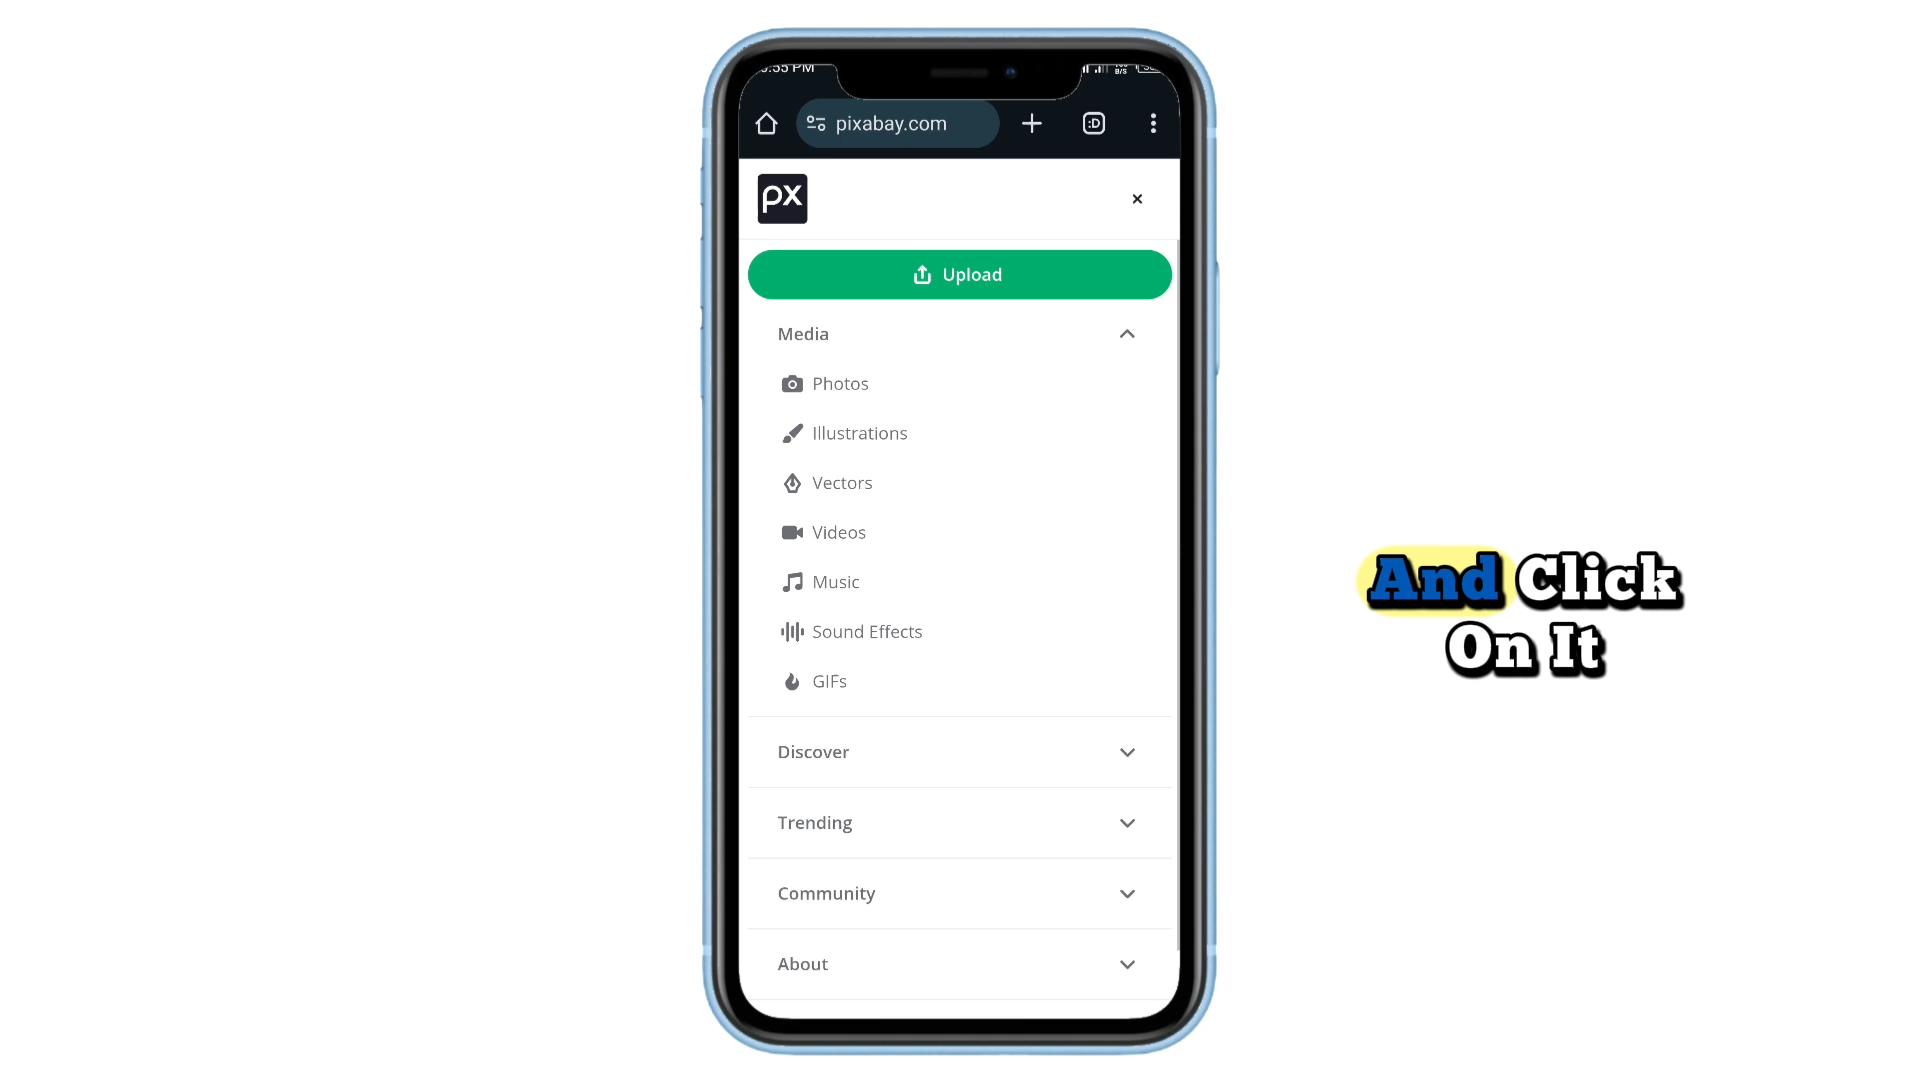 pixabay.com
px
Upload
Media
Photos
Illustrations
Vectors
Videos
Music
Sound Effects
GIFs
Discover
Trending
Community
About
And Click
On It